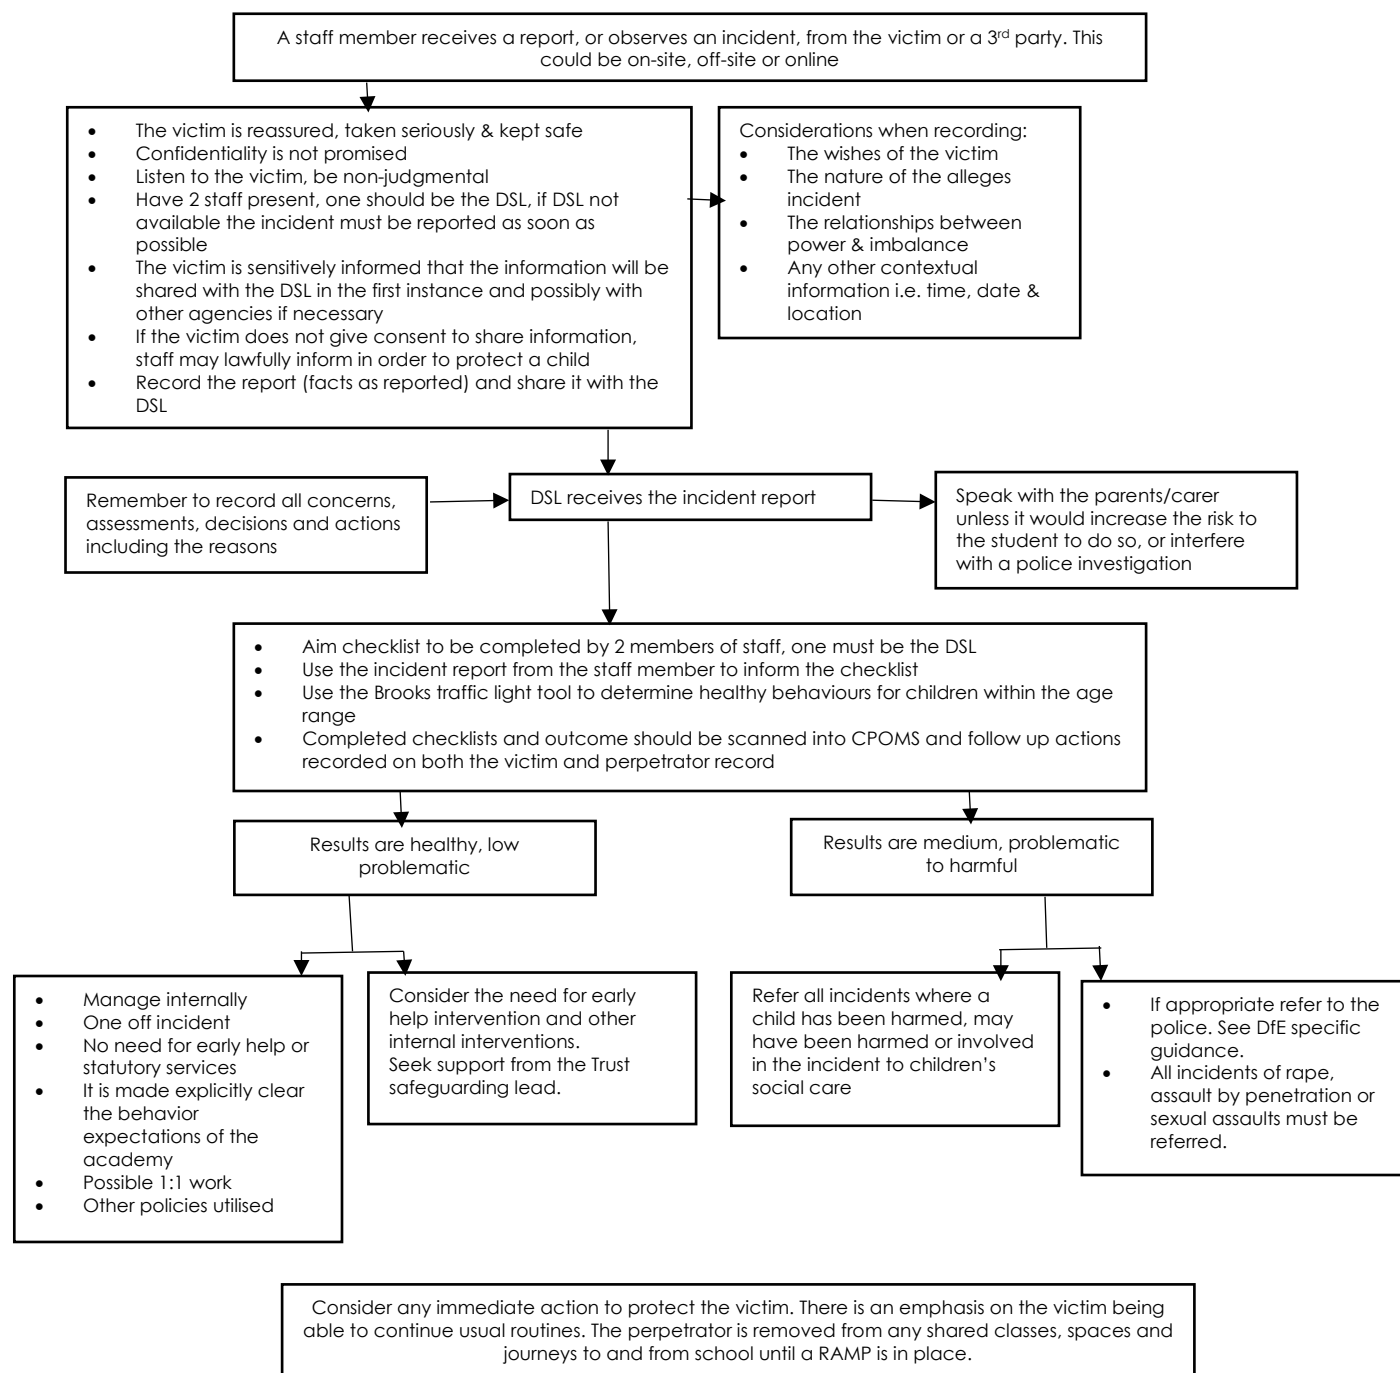 A staff member receives a report, or observes an incident, from the victim or a 3rd party. This
could be on-site, off-site or online
• The victim is reassured, taken seriously & kept safe
• Confidentiality is not promised
• Listen to the victim, be non-judgmental
• Have 2 staff present, one should be the DSL, if DSL not
available the incident must be reported as soon as
possible
• The victim is sensitively informed that the information will be
shared with the DSL in the first instance and possibly with
other agencies if necessary
• If the victim does not give consent to share information,
staff may lawfully inform in order to protect a child
• Record the report (facts as reported) and share it with the
DSL
Considerations when recording:
• The wishes of the victim
• The nature of the alleges
incident
• The relationships between
power & imbalance
• Any other contextual
information i.e. time, date &
location
Remember to record all concerns,
assessments, decisions and actions
including the reasons
DSL receives the incident report
Speak with the parents/carer
unless it would increase the risk to
the student to do so, or interfere
with a police investigation
• Aim checklist to be completed by 2 members of staff, one must be the DSL
• Use the incident report from the staff member to inform the checklist
• Use the Brooks traffic light tool to determine healthy behaviours for children within the age
range
• Completed checklists and outcome should be scanned into CPOMS and follow up actions
recorded on both the victim and perpetrator record
Results are healthy, low
problematic
Results are medium, problematic
to harmful
• Manage internally
• One off incident
• No need for early help or
statutory services
• It is made explicitly clear
the behavior
expectations of the
academy
• Possible 1:1 work
• Other policies utilised
Consider the need for early
help intervention and other
internal interventions.
Seek support from the Trust
safeguarding lead.
Refer all incidents where a
child has been harmed, may
have been harmed or involved
in the incident to children's
social care
• If appropriate refer to the
police. See DfE specific
guidance.
• All incidents of rape,
assault by penetration or
sexual assaults must be
referred.
Consider any immediate action to protect the victim. There is an emphasis on the victim being
able to continue usual routines. The perpetrator is removed from any shared classes, spaces and
journeys to and from school until a RAMP is in place.